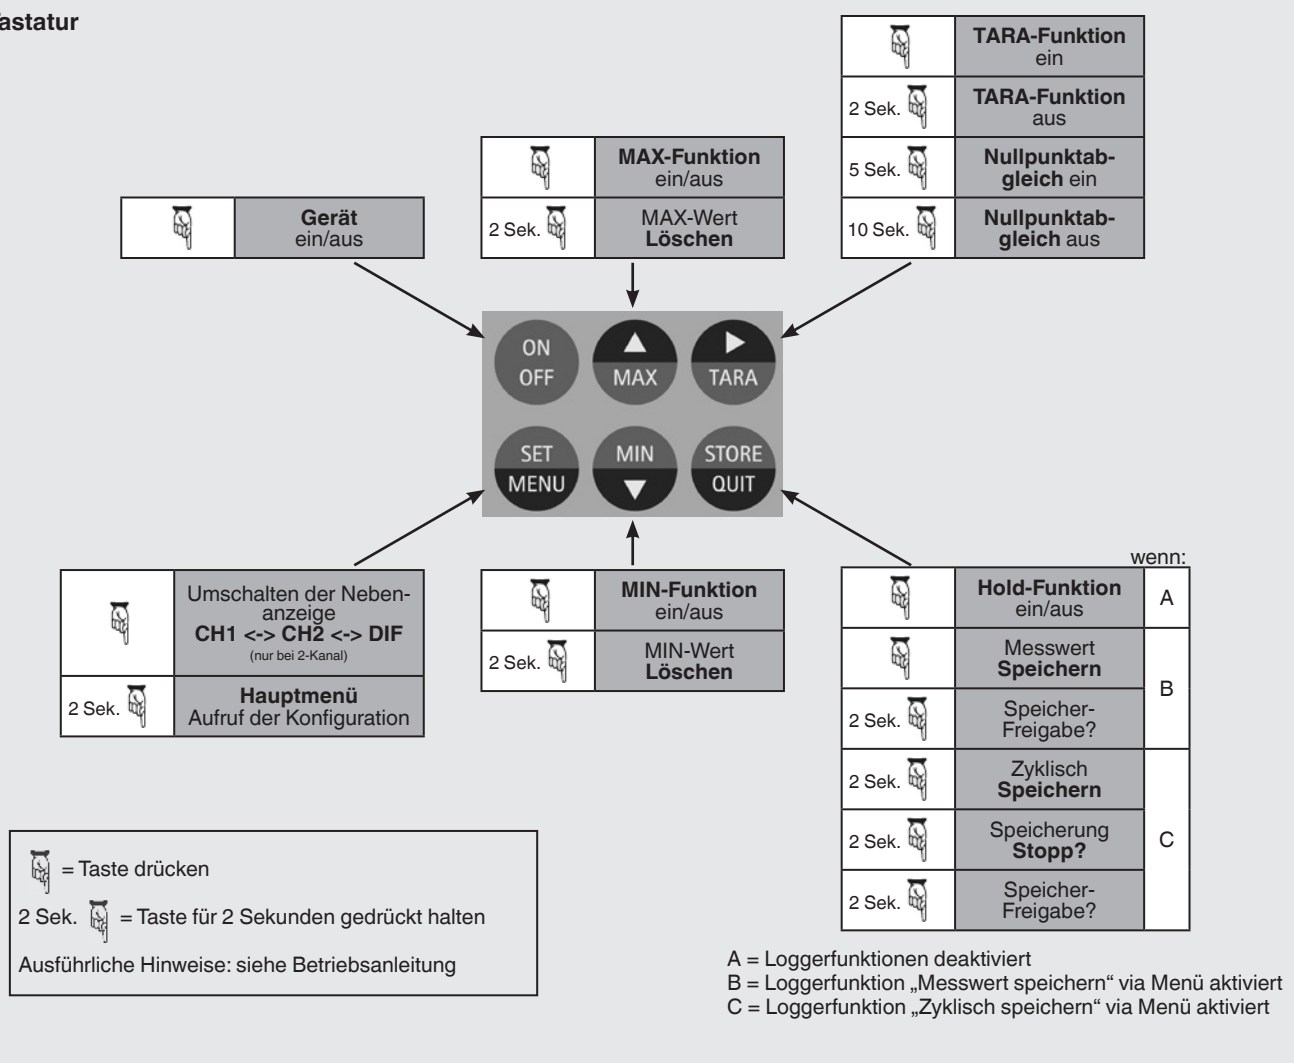 astatur
TARA-Funktion
ein
2 Sek.
TARA-Funktion
aus
5 Sek.
Nullpunktab-
gleich ein
10 Sek.
Nullpunktab-
gleich aus
MAX-Funktion
ein/aus
2 Sek.
MAX-Wert
Löschen
Gerät
ein/aus
ON
OFF
MAX
TARA
SET
MENU
MIN
STORE
QUIT
Umschalten der Neben-
anzeige
CH1 <-> CH2 <-> DIF
(nur bei 2-Kanal)
2 Sek.
Hauptmenü
Aufruf der Konfiguration
MIN-Funktion
ein/aus
2 Sek.
MIN-Wert
Löschen
wenn:
Hold-Funktion
ein/aus
A
Messwert
Speichern
B
2 Sek.
Speicher-
Freigabe?
2 Sek.
Zyklisch
Speichern
2 Sek.
Speicherung
Stopp?
C
2 Sek.
Speicher-
Freigabe?
= Taste drücken
2 Sek. = Taste für 2 Sekunden gedrückt halten
Ausführliche Hinweise: siehe Betriebsanleitung
A = Loggerfunktionen deaktiviert
B = Loggerfunktion „Messwert speichern“ via Menü aktiviert
C = Loggerfunktion „Zyklisch speichern“ via Menü aktiviert